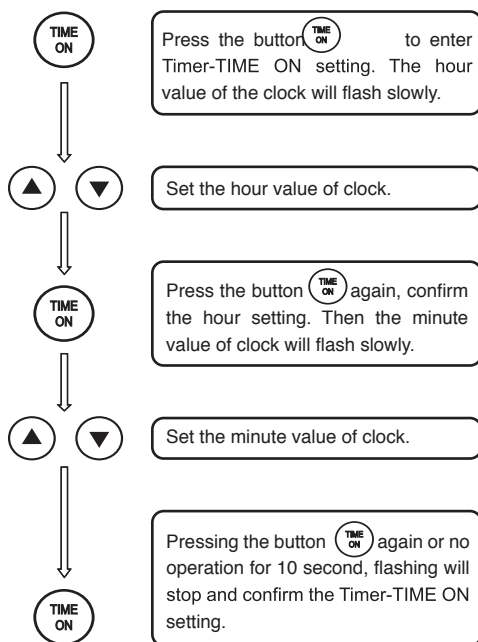 TIME
ON
Press the button TIME ON to enter
Timer-TIME ON setting. The hour
value of the clock will flash slowly.
Set the hour value of clock.
TIME
ON
Press the button TIME ON again, confirm
the hour setting. Then the minute
value of clock will flash slowly.
Set the minute value of clock.
Pressing the button TIME ON again or no
operation for 10 second, flashing will
stop and confirm the Timer-TIME ON
setting.
TIME
ON